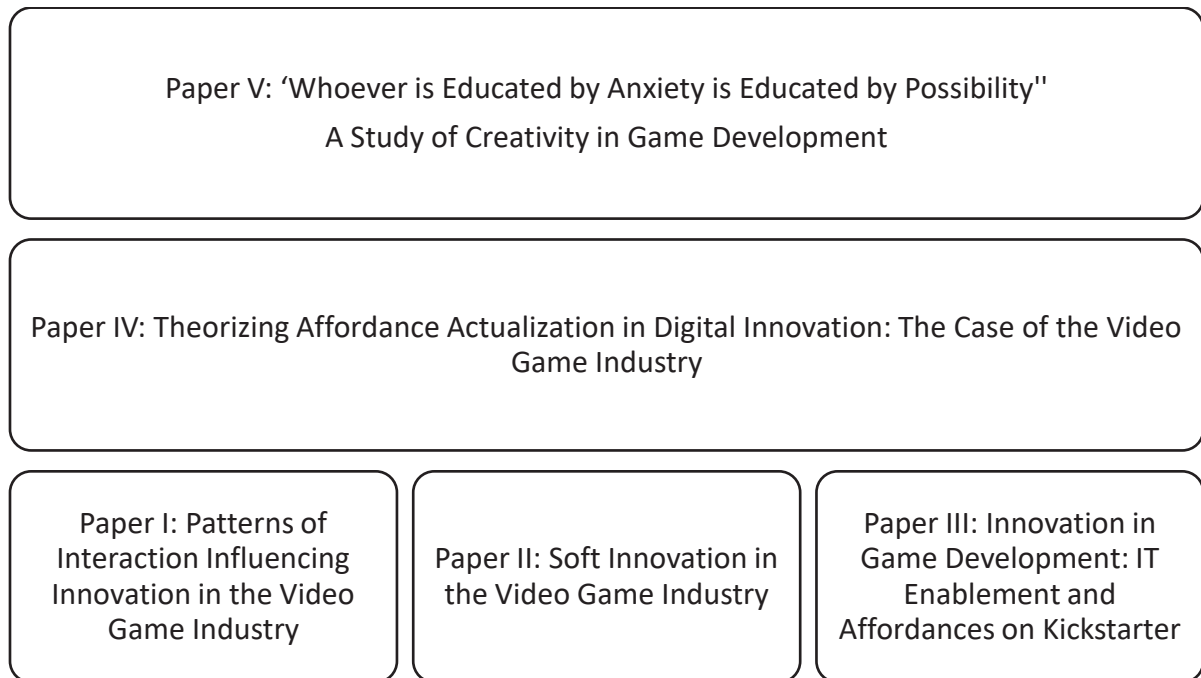 Paper V: ‘Whoever is Educated by Anxiety is Educated by Possibility''
A Study of Creativity in Game Development
Paper IV: Theorizing Affordance Actualization in Digital Innovation: The Case of the Video
Game Industry
Paper I: Patterns of
Interaction Influencing
Innovation in the Video
Game Industry
Paper II: Soft Innovation in
the Video Game Industry
Paper III: Innovation in
Game Development: IT
Enablement and
Affordances on Kickstarter